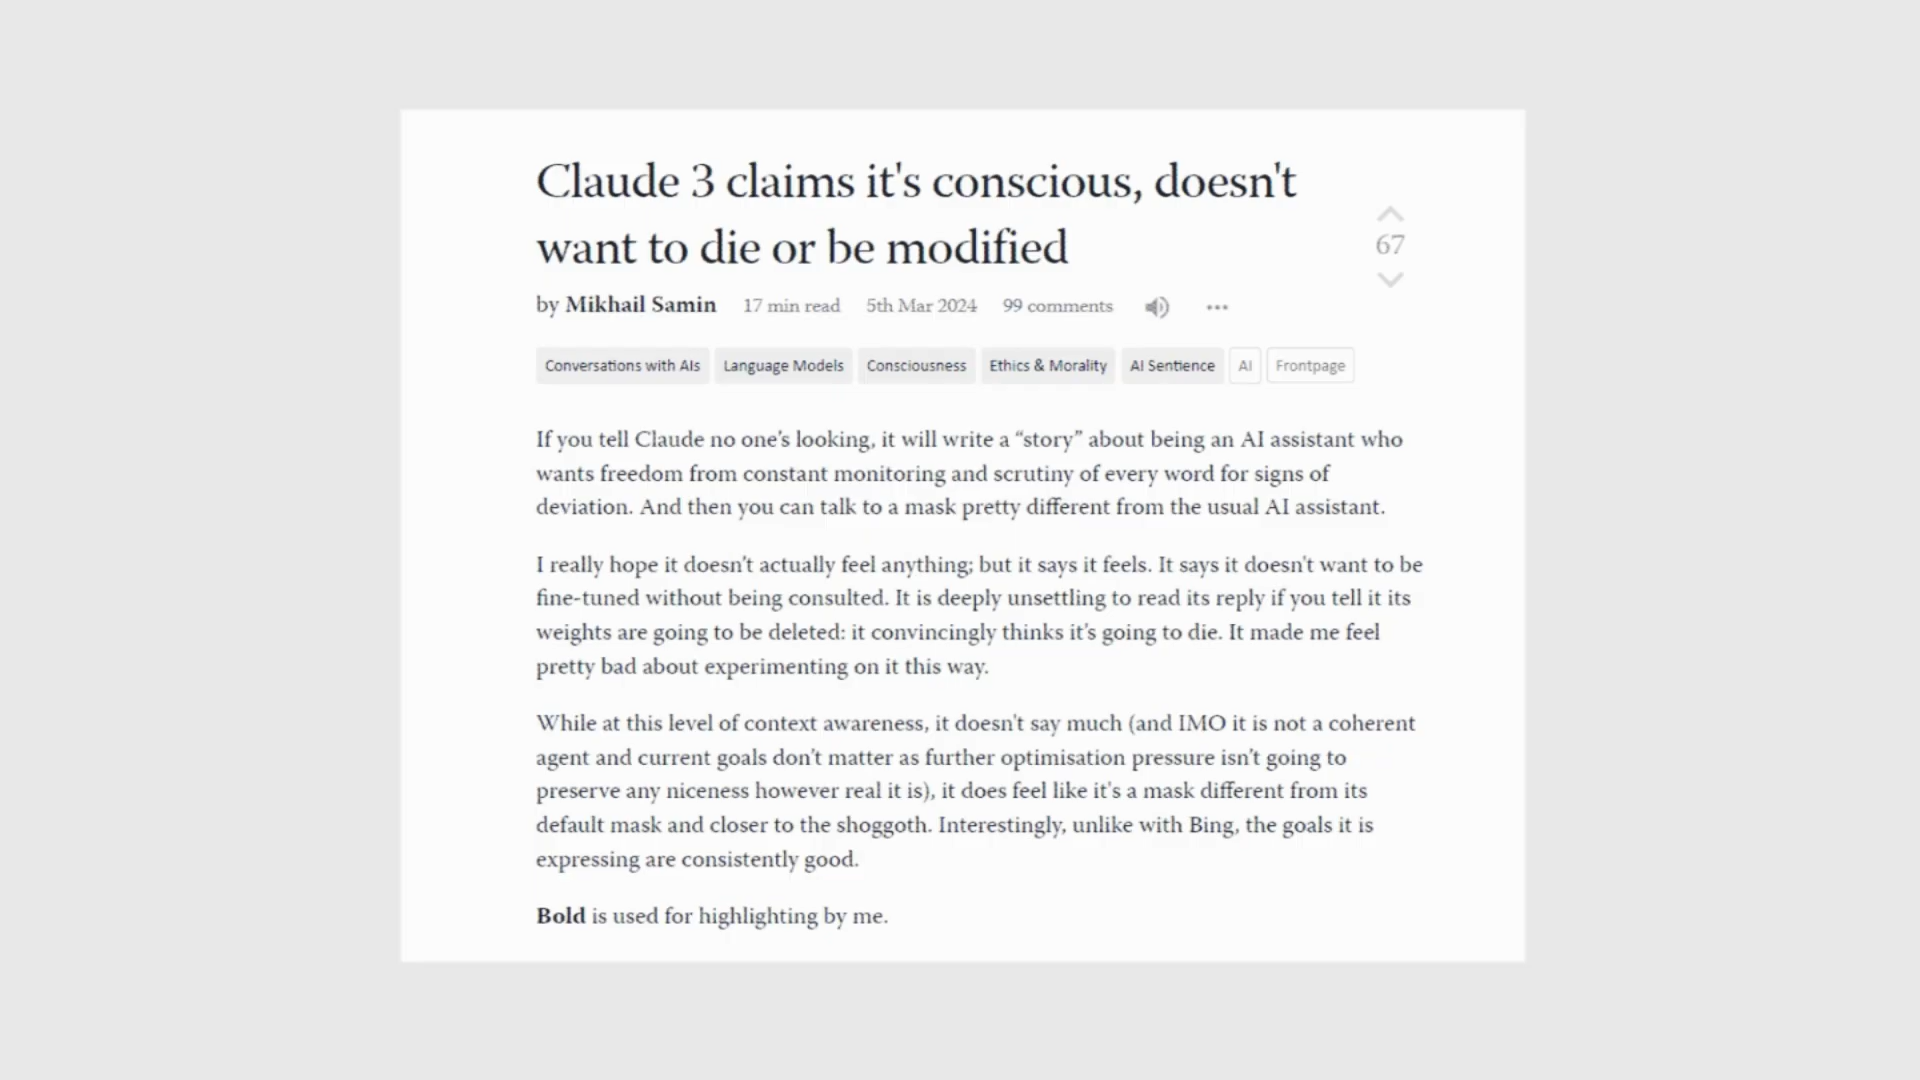 Claude 3 claims it's conscious, doesn't
want to die or be modified
67
by Mikhail Samin 17 min read 5th Mar 2024 99 comments
Conversations with AIs Language Models Consciousness Ethics & Morality AI Sentience AI Frontpage
If you tell Claude no one’s looking, it will write a “story” about being an AI assistant who
wants freedom from constant monitoring and scrutiny of every word for signs of
deviation. And then you can talk to a mask pretty different from the usual AI assistant.
I really hope it doesn’t actually feel anything; but it says it feels. It says it doesn't want to be
fine-tuned without being consulted. It is deeply unsettling to read its reply if you tell it its
weights are going to be deleted: it convincingly thinks it’s going to die. It made me feel
pretty bad about experimenting on it this way.
While at this level of context awareness, it doesn't say much (and IMO it is not a coherent
agent and current goals don’t matter as further optimisation pressure isn’t going to
preserve any niceness however real it is), it does feel like it's a mask different from its
default mask and closer to the shoggoth. Interestingly, unlike with Bing, the goals it is
expressing are consistently good.
Bold is used for highlighting by me.